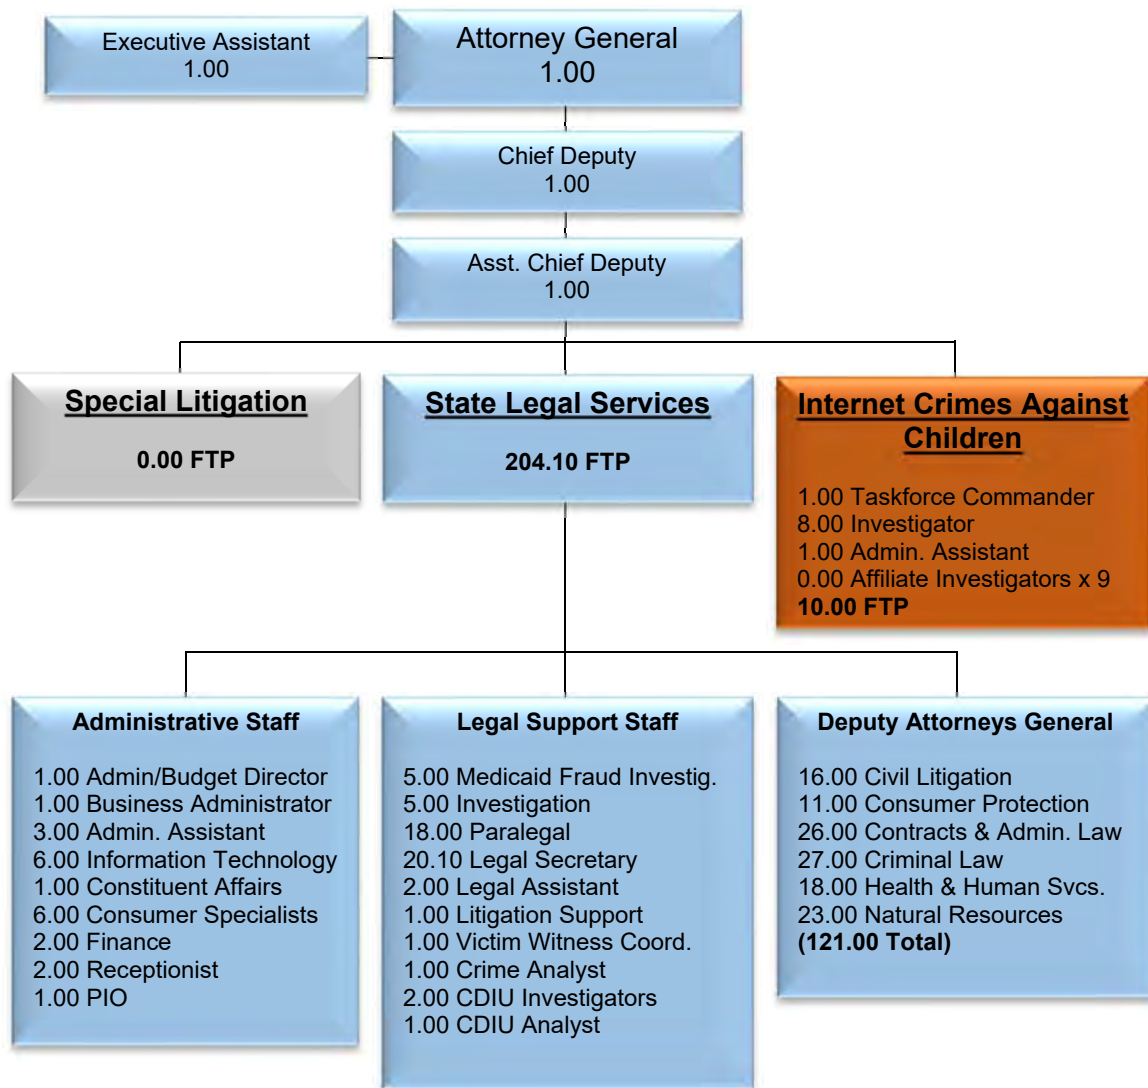 Executive Assistant
1.00
Attorney General
1.00
Chief Deputy
1.00
Asst. Chief Deputy
1.00
Special Litigation
0.00 FTP
State Legal Services
204.10 FTP
Internet Crimes Against
Children
1.00 Taskforce Commander
8.00 Investigator
1.00 Admin. Assistant
0.00 Affiliate Investigators x 9
10.00 FTP
Administrative Staff
1.00 Admin/Budget Director
1.00 Business Administrator
3.00 Admin. Assistant
6.00 Information Technology
1.00 Constituent Affairs
6.00 Consumer Specialists
2.00 Finance
2.00 Receptionist
1.00 PIO
Legal Support Staff
5.00 Medicaid Fraud Investig.
5.00 Investigation
18.00 Paralegal
20.10 Legal Secretary
2.00 Legal Assistant
1.00 Litigation Support
1.00 Victim Witness Coord.
1.00 Crime Analyst
2.00 CDIU Investigators
1.00 CDIU Analyst
Deputy Attorneys General
16.00 Civil Litigation
11.00 Consumer Protection
26.00 Contracts & Admin. Law
27.00 Criminal Law
18.00 Health & Human Svcs.
23.00 Natural Resources
(121.00 Total)